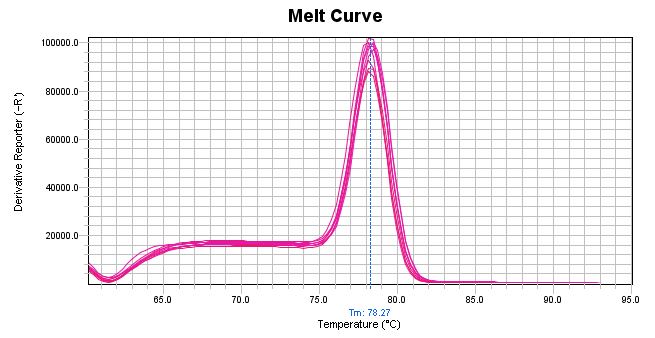 Melt Curve
Derivative Reporter (−R')
100000.0
80000.0
60000.0
40000.0
20000.0
65.0 70.0 75.0 80.0 85.0 90.0 95.0
Tm: 78.27
Temperature (°C)